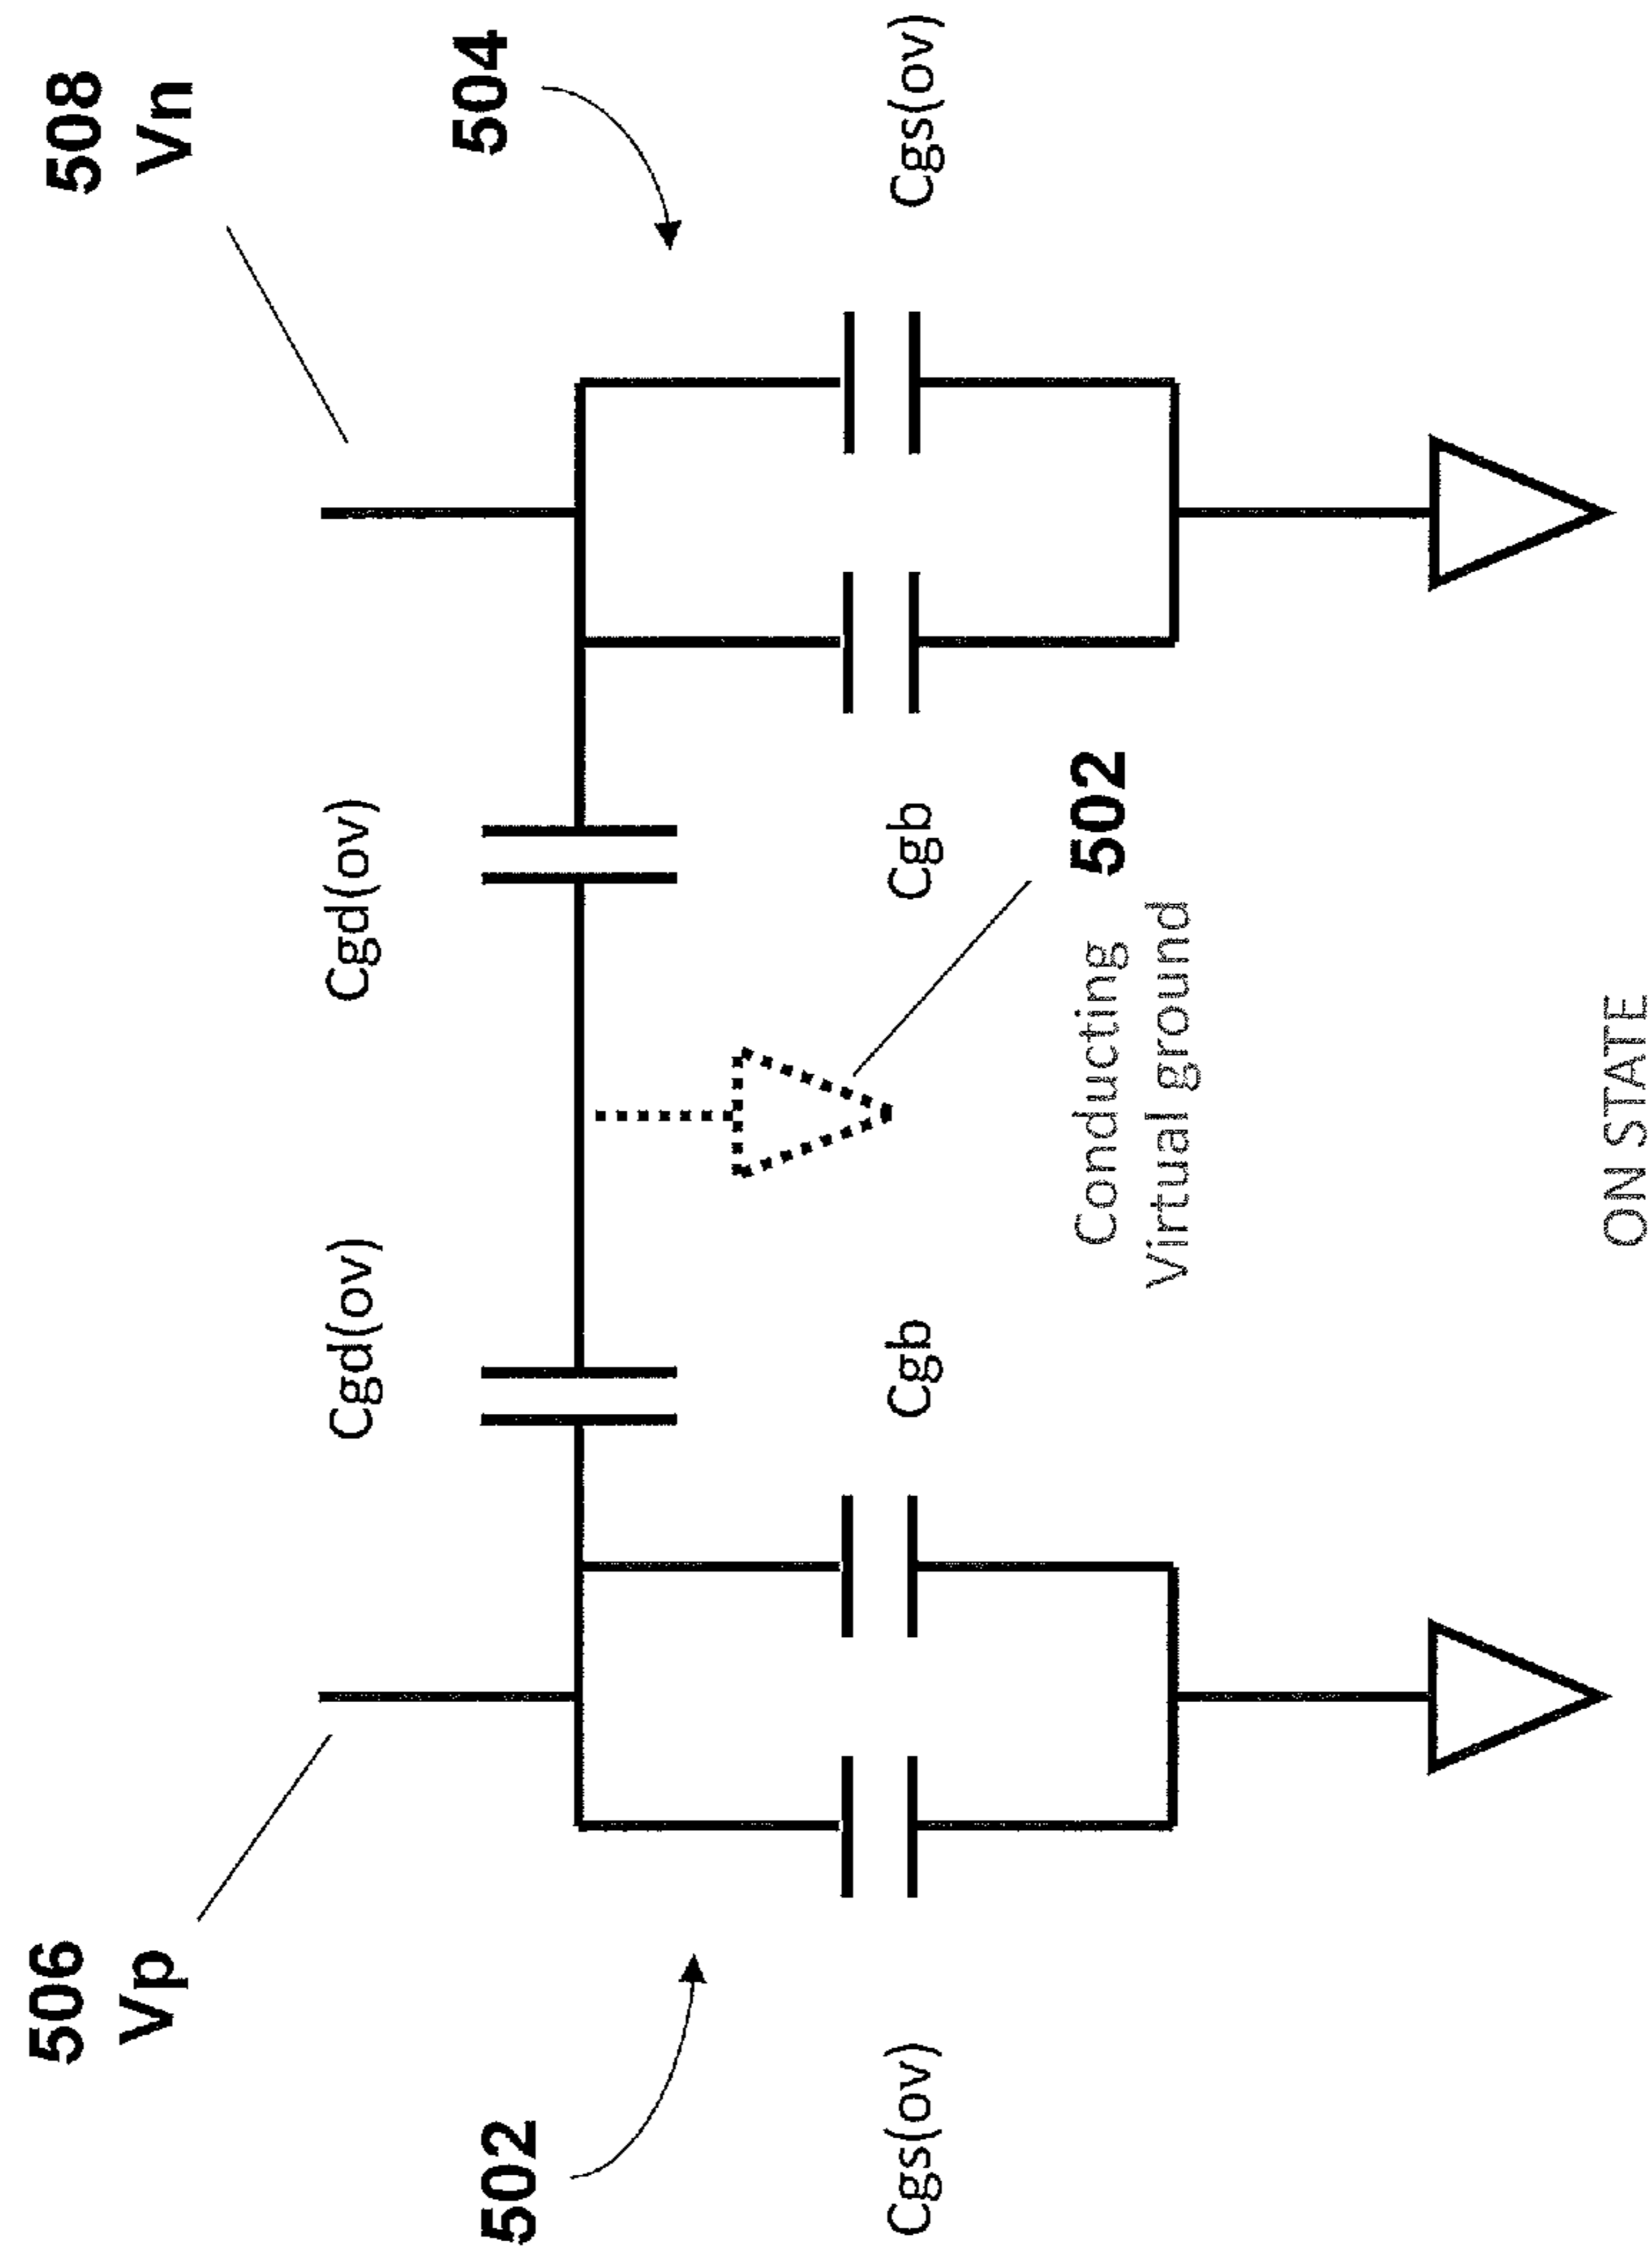 506
Vp
508
Vn
502
504
Cgd(ov)
Cgd(ov)
Cgs(ov)
Cgb
Cgb
Cgs(ov)
502
Conducting
Virtual ground
ON STATE